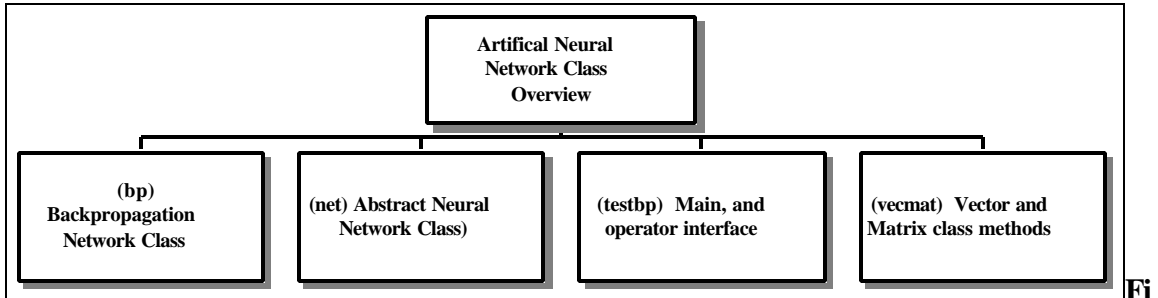 Artifical Neural
Network Class
Overview
(bp)
Backpropagation
Network Class
(net) Abstract Neural
Network Class)
(testbp) Main, and
operator interface
(vecmat) Vector and
Matrix class methods
Fi